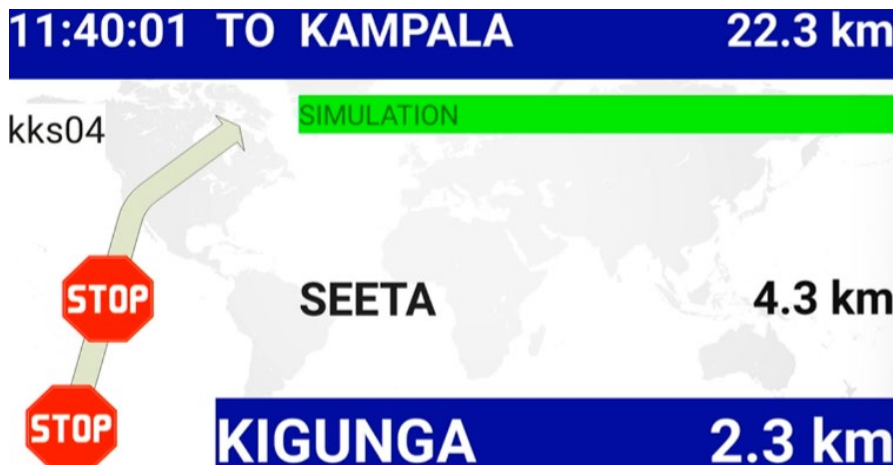 11:40:01 TO KAMPALA 22.3 km
SIMULATION
kks04
STOP SEETA 4.3 km
STOP KIGUNGA 2.3 km